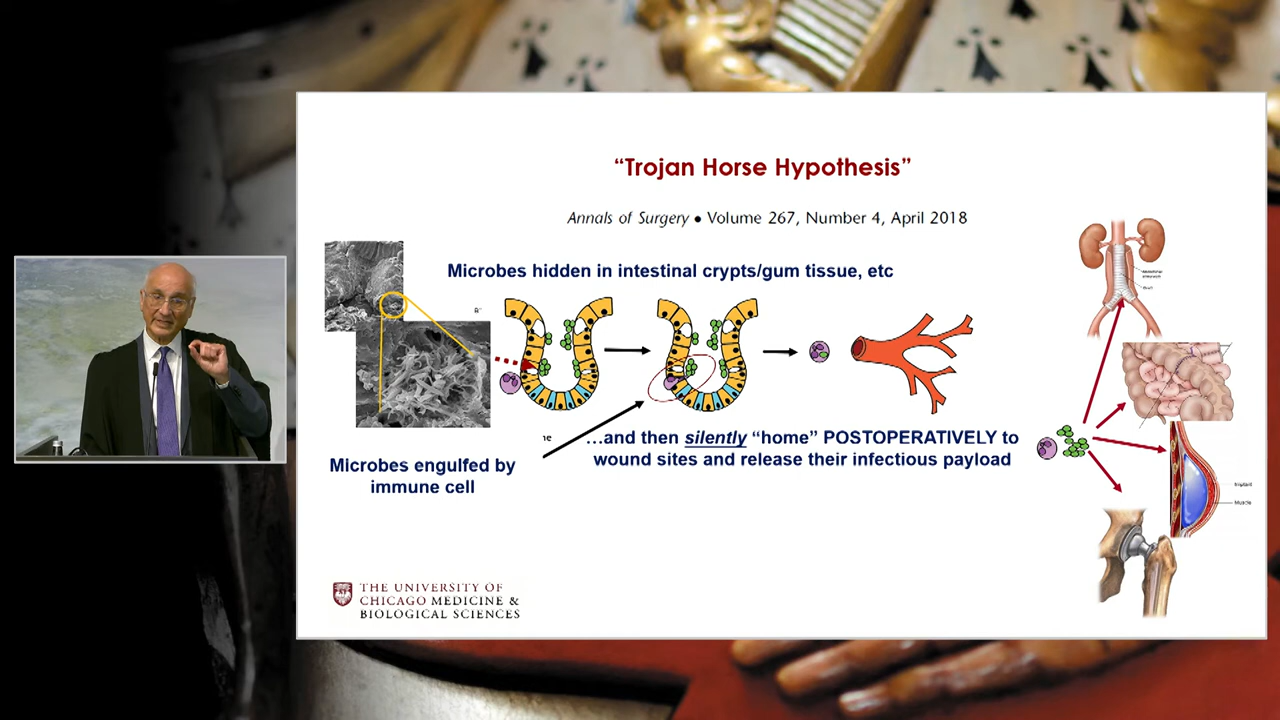 “Trojan Horse Hypothesis”
Annals of Surgery • Volume 267, Number 4, April 2018
Microbes hidden in intestinal crypts/gum tissue, etc
...and then silently “home” POSTOPERATIVELY to
wound sites and release their infectious payload
Microbes engulfed by
immune cell
Implant
Muscle
THE UNIVERSITY OF
CHICAGO MEDICINE &
BIOLOGICAL SCIENCES